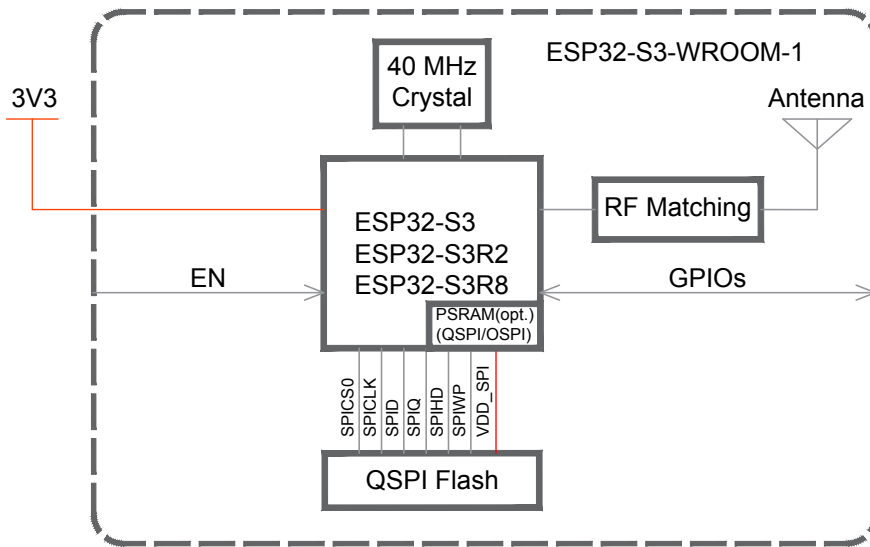 ESP32-S3-WROOM-1
40 MHz
Crystal
3V3
Antenna
RF Matching
ESP32-S3
ESP32-S3R2
ESP32-S3R8
EN
GPIOs
PSRAM(opt.)
(QSPI/OSPI)
SPICS0
SPICLK
SPID
SPIQ
SPIHD
SPIWP
VDD_SPI
QSPI Flash